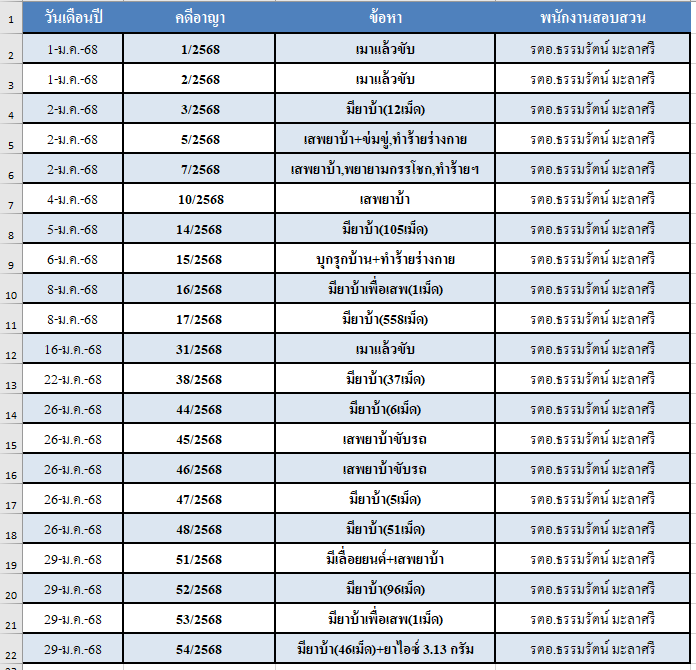 1 วันเดือนปี คดีอาญา ข้อหา พนักงานสอบสวน
2 1-ม.ค.-68 1/2568 เมาแล้วขับ รตอ.ธรรมรัตน์ มะลาศรี
3 1-ม.ค.-68 2/2568 เมาแล้วขับ รตอ.ธรรมรัตน์ มะลาศรี
4 2-ม.ค.-68 3/2568 มียาบ้า(12เม็ด) รตอ.ธรรมรัตน์ มะลาศรี
5 2-ม.ค.-68 5/2568 เสพยาบ้า+ข่มขู่,ทำร้ายร่างกาย รตอ.ธรรมรัตน์ มะลาศรี
6 2-ม.ค.-68 7/2568 เสพยาบ้า,พยายามกรรโชก,ทำร้ายฯ รตอ.ธรรมรัตน์ มะลาศรี
7 4-ม.ค.-68 10/2568 เสพยาบ้า รตอ.ธรรมรัตน์ มะลาศรี
8 5-ม.ค.-68 14/2568 มียาบ้า(105เม็ด) รตอ.ธรรมรัตน์ มะลาศรี
9 6-ม.ค.-68 15/2568 บุกรุกบ้าน+ทำร้ายร่างกาย รตอ.ธรรมรัตน์ มะลาศรี
10 8-ม.ค.-68 16/2568 มียาบ้าเพื่อเสพ(1เม็ด) รตอ.ธรรมรัตน์ มะลาศรี
11 8-ม.ค.-68 17/2568 มียาบ้า(558เม็ด) รตอ.ธรรมรัตน์ มะลาศรี
12 16-ม.ค.-68 31/2568 เมาแล้วขับ รตอ.ธรรมรัตน์ มะลาศรี
13 22-ม.ค.-68 38/2568 มียาบ้า(37เม็ด) รตอ.ธรรมรัตน์ มะลาศรี
14 26-ม.ค.-68 44/2568 มียาบ้า(6เม็ด) รตอ.ธรรมรัตน์ มะลาศรี
15 26-ม.ค.-68 45/2568 เสพยาบ้าขับรถ รตอ.ธรรมรัตน์ มะลาศรี
16 26-ม.ค.-68 46/2568 เสพยาบ้าขับรถ รตอ.ธรรมรัตน์ มะลาศรี
17 26-ม.ค.-68 47/2568 มียาบ้า(5เม็ด) รตอ.ธรรมรัตน์ มะลาศรี
18 26-ม.ค.-68 48/2568 มียาบ้า(51เม็ด) รตอ.ธรรมรัตน์ มะลาศรี
19 29-ม.ค.-68 51/2568 มีเลื่อยยนต์+เสพยาบ้า รตอ.ธรรมรัตน์ มะลาศรี
20 29-ม.ค.-68 52/2568 มียาบ้า(96เม็ด) รตอ.ธรรมรัตน์ มะลาศรี
21 29-ม.ค.-68 53/2568 มียาบ้าเพื่อเสพ(1เม็ด) รตอ.ธรรมรัตน์ มะลาศรี
22 29-ม.ค.-68 54/2568 มียาบ้า(46เม็ด)+ยาไอซ์ 3.13 กรัม รตอ.ธรรมรัตน์ มะลาศรี